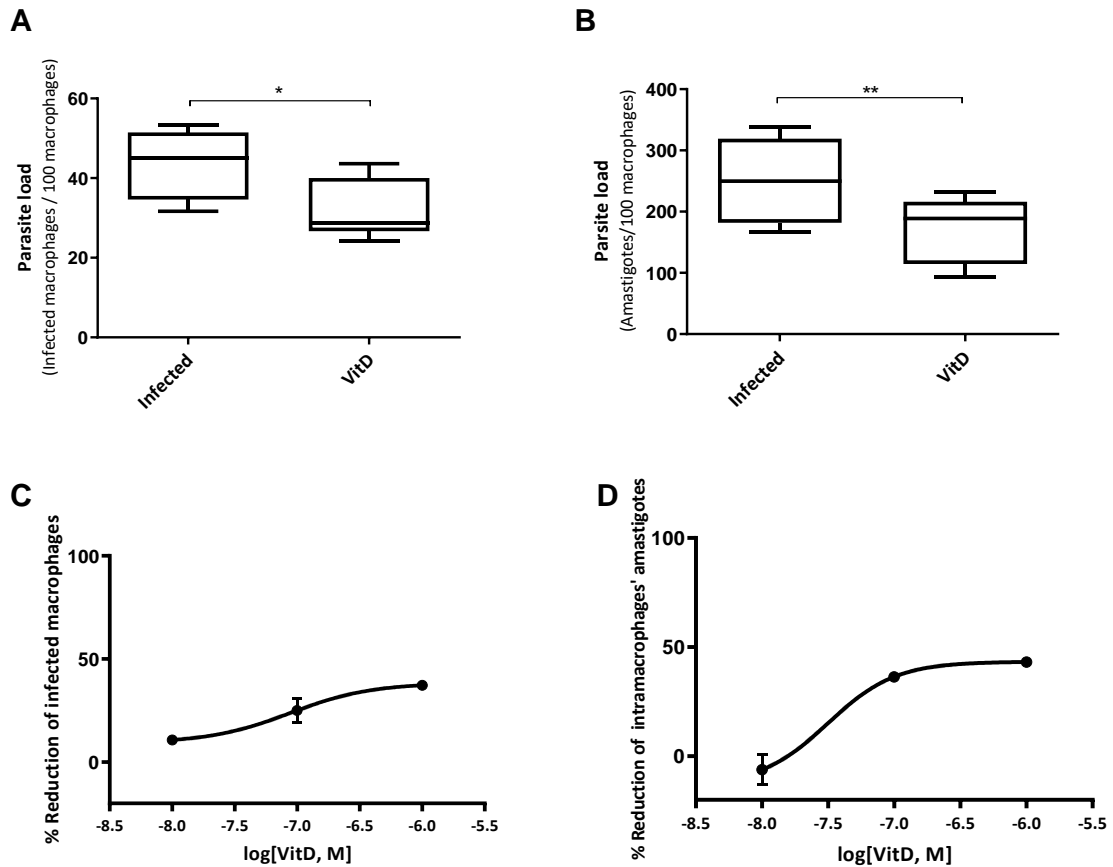 A
Parasite load
(Infected macrophages / 100 macrophages)
60
40
20
0
*
Infected
VitD
B
Parsite load
(Amastigotes/100 macrophages)
400
300
200
100
0
**
Infected
VitD
C
% Reduction of infected macrophages
100
50
0
-8.5 -8.0 -7.5 -7.0 -6.5 -6.0 -5.5
log[VitD, M]
D
% Reduction of intramacrophages' amastigotes
100
50
0
-8.5 -8.0 -7.5 -7.0 -6.5 -6.0 -5.5
log[VitD, M]